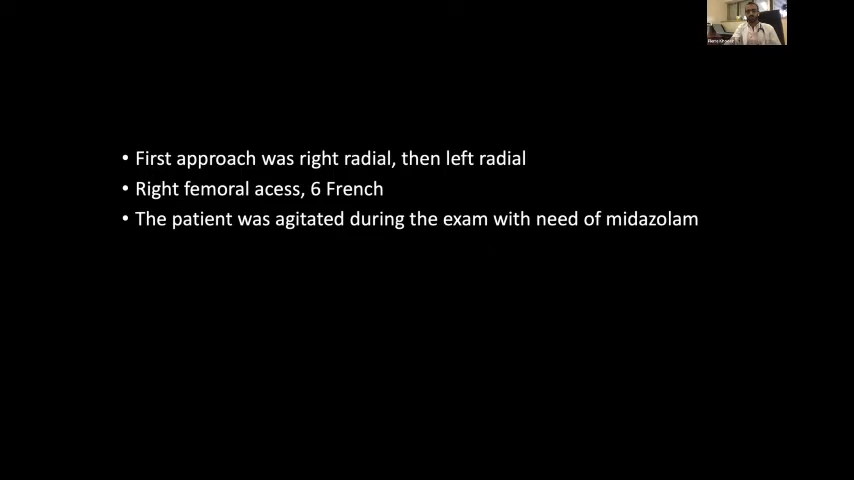 • First approach was right radial, then left radial
• Right femoral acess, 6 French
• The patient was agitated during the exam with need of midazolam